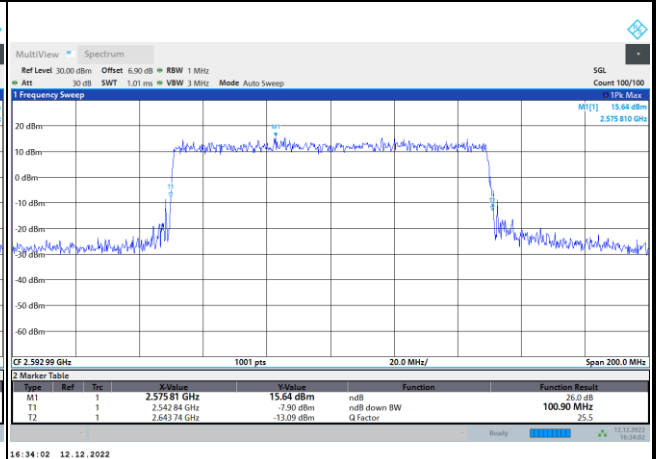 MultiView Spectrum
Ref Level 30.00 dBm Offset 6.90 dB RBW 1 MHz SGL
Att 30 dB SWT 1.01 ms VBW 3 MHz Mode Auto Sweep Count 100/100
1 Frequency Sweep 1Pk Max
M1[1] 15.64 dBm
2.575 810 GHz
20 dBm
M1
10 dBm
0 dBm
T1
-10 dBm
-20 dBm
-30 dBm
-40 dBm
-50 dBm
-60 dBm
CF 2.592 99 GHz 1001 pts 20.0 MHz/ Span 200.0 MHz
2 Marker Table
Type Ref Trc X-Value Y-Value Function Function Result
M1 1 2.575 81 GHz 15.64 dBm ndB 26.0 dB
T1 1 2.542 84 GHz -7.90 dBm ndB down BW 100.90 MHz
T2 1 2.643 74 GHz -13.09 dBm Q Factor 25.5
Ready 12.12.2022
16:34:02
16:34:02 12.12.2022